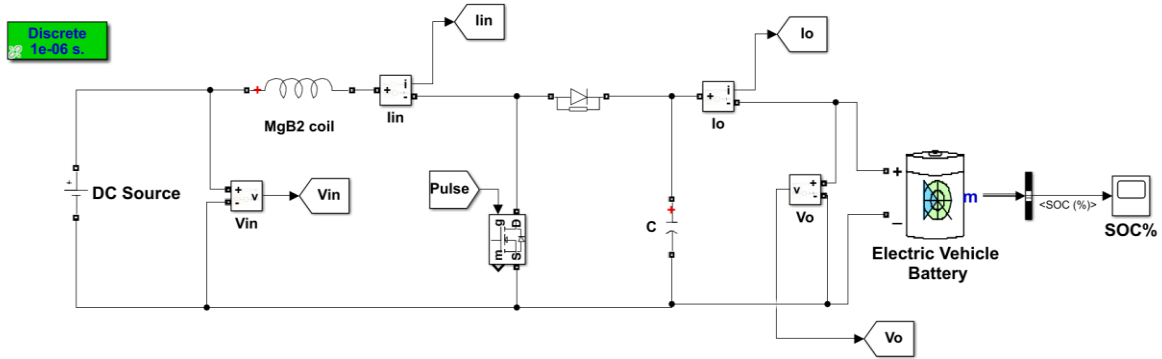 Discrete
1e-06 s.
Iin
i
+
-
Iin
MgB2 coil
+
DC Source
+
-
v
Vin
Vin
Pulse
g
D
m
S
C
+
Io
i
+
-
Io
v
+
-
Vo
Vo
+
m
–
Electric Vehicle
Battery
<SOC (%)>
SOC%